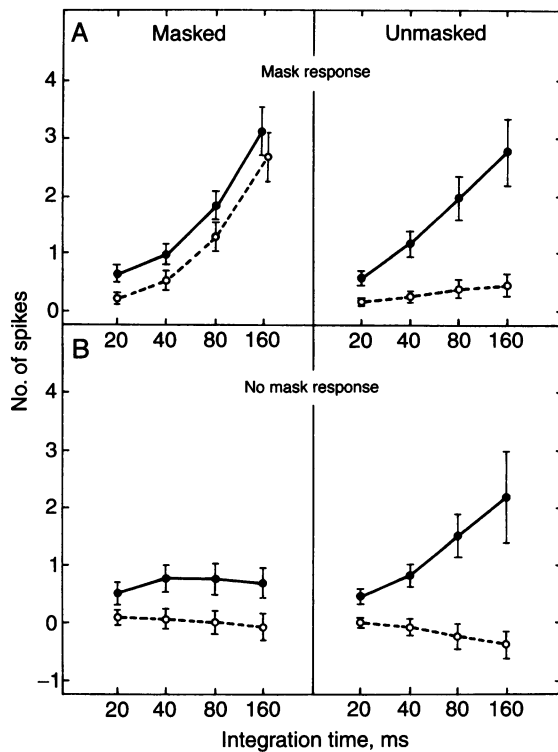 A Masked Unmasked
Mask response
4
3
2
1
0
20 40 80 160 20 40 80 160
B
No mask response
4
3
2
1
0
−1
20 40 80 160 20 40 80 160
No. of spikes
Integration time, ms